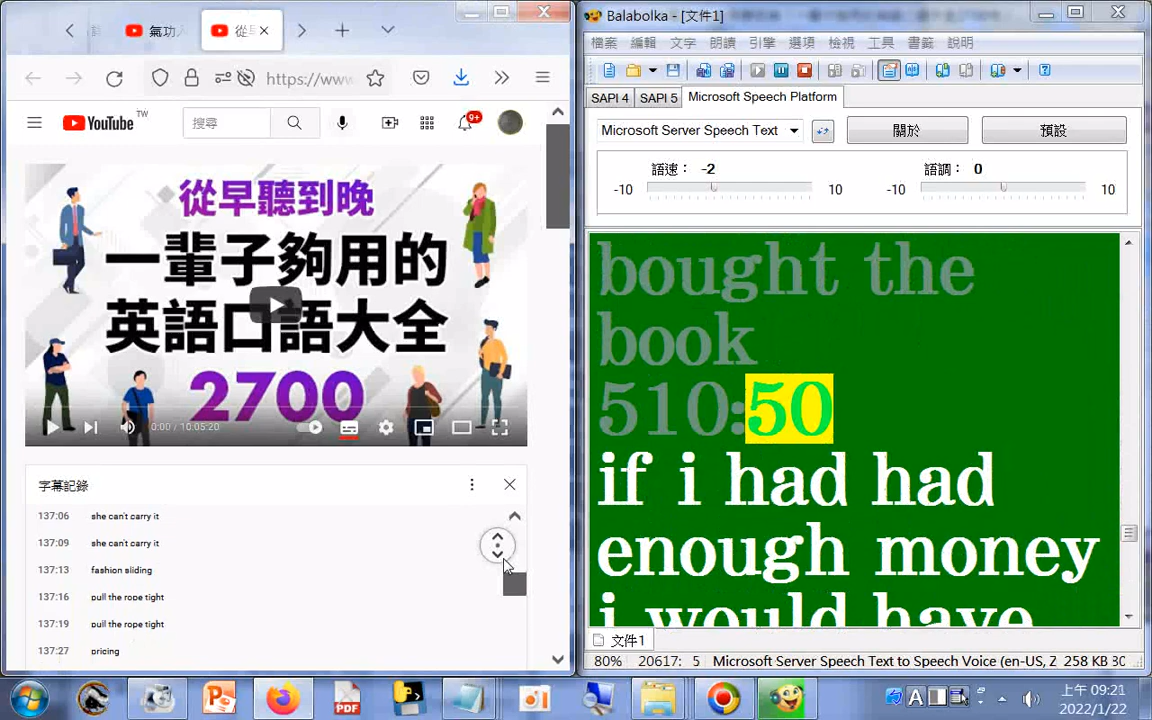 氣功
從
https://www
Balabolka - [文件1]
檔案 編輯 文字 朗讀 引擎 選項 檢視 工具 書籤 說明
SAPI 4 SAPI 5 Microsoft Speech Platform
Microsoft Server Speech Text 關於 預設
語速： -2 語調： 0
-10 10 -10 10
YouTube TW 搜尋 9+
從早聽到晚
一輩子夠用的
英語口語大全
2700
0:00 / 10:05:20
字幕記錄
137:06 she can't carry it
137:09 she can't carry it
137:13 fashion sliding
137:16 pull the rope tight
137:19 pull the rope tight
137:27 pricing
bought the
book
510:50
if i had had
enough money
i would have
文件1
80% 20617: 5 Microsoft Server Speech Text to Speech Voice (en-US, Z 258 KB
PDF A 上午 09:21
2022/1/22